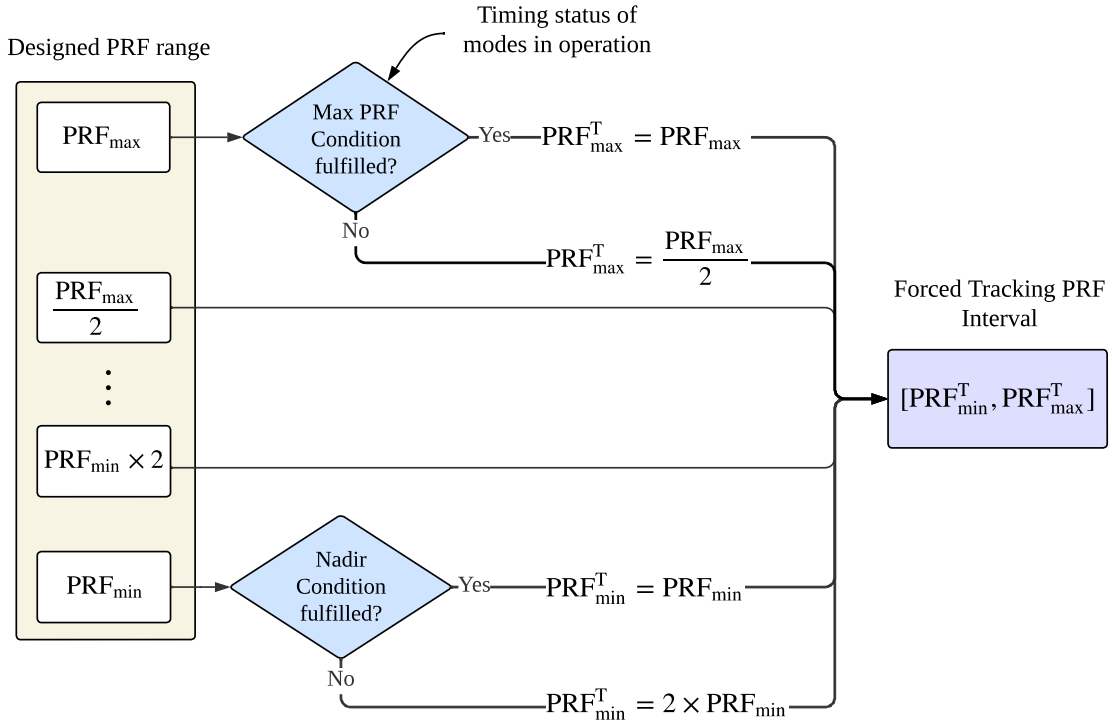 Timing status of
modes in operation
Designed PRF range
PRF_max
Max PRF
Condition
fulfilled?
Yes
PRF^T_max = PRF_max
No
PRF^T_max = PRF_max / 2
PRF_max / 2
Forced Tracking PRF
Interval
⋮
[PRF^T_min, PRF^T_max]
PRF_min × 2
PRF_min
Nadir
Condition
fulfilled?
Yes
PRF^T_min = PRF_min
No
PRF^T_min = 2 × PRF_min